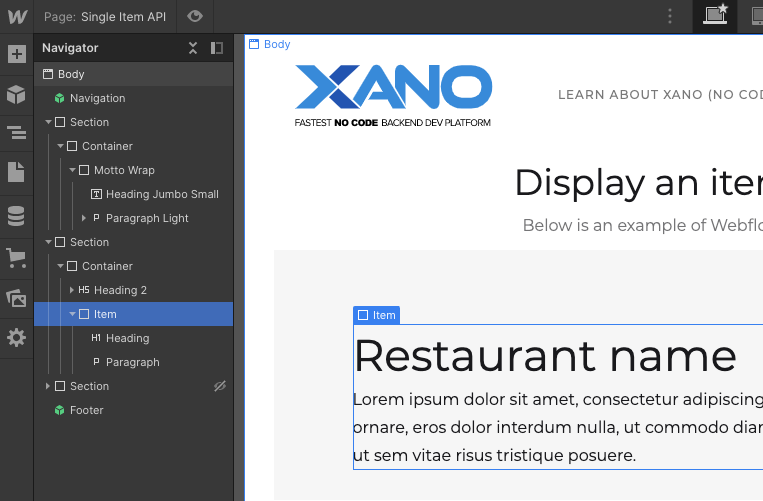 Page: Single Item API
Navigator
Body
Navigation
Section
Container
Motto Wrap
Heading Jumbo Small
P Paragraph Light
Section
Container
H5 Heading 2
Item
H1 Heading
P Paragraph
Section
Footer
Body
XANO
FASTEST NO CODE BACKEND DEV PLATFORM
LEARN ABOUT XANO (NO COD
Display an iter
Below is an example of Webflo
Item
Restaurant name
Lorem ipsum dolor sit amet, consectetur adipiscing
ornare, eros dolor interdum nulla, ut commodo diar
ut sem vitae risus tristique posuere.